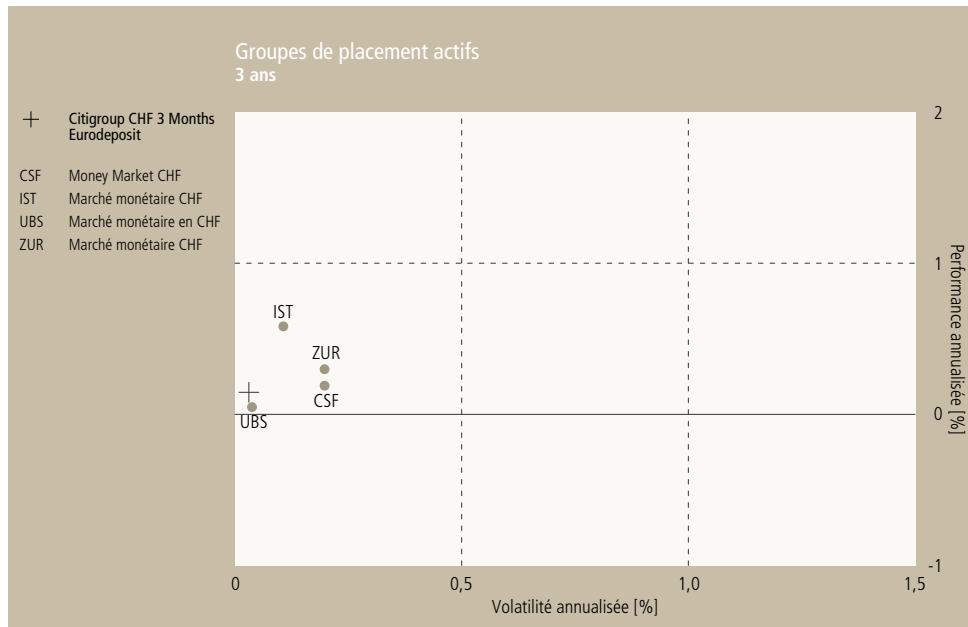 Groupes de placement actifs
3 ans
Citigroup CHF 3 Months
Eurodeposit
CSF Money Market CHF
IST Marché monétaire CHF
UBS Marché monétaire en CHF
ZUR Marché monétaire CHF
2
1
0
-1
Performance annualisée [%]
IST
ZUR
CSF
UBS
0 0,5 1,0 1,5
Volatilité annualisée [%]